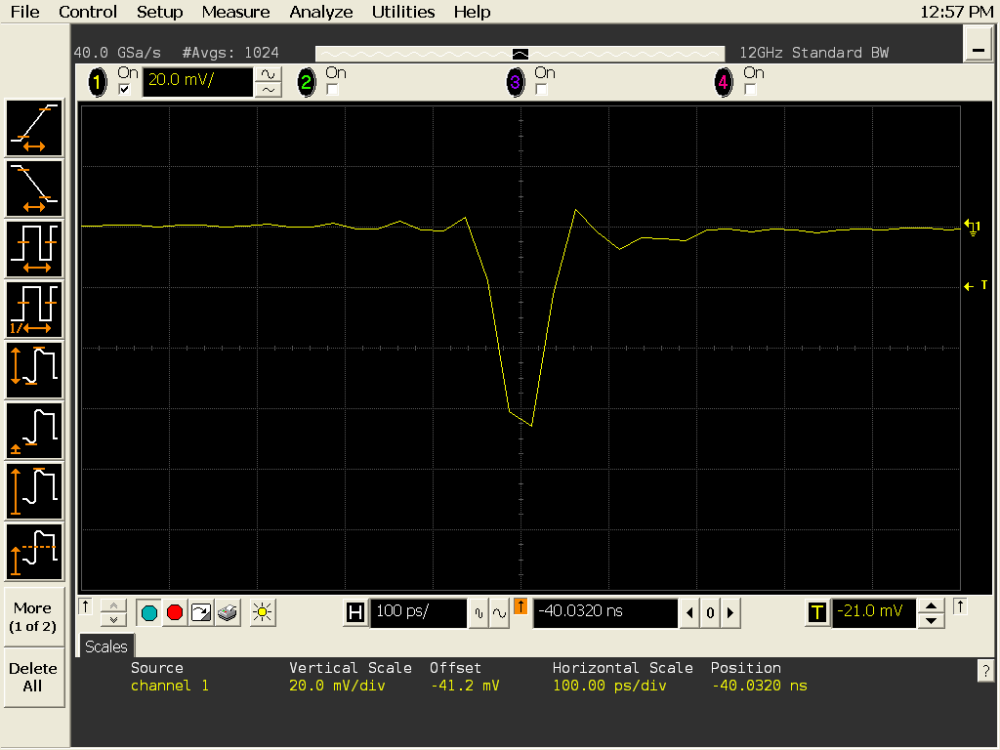 File Control Setup Measure Analyze Utilities Help 12:57 PM
40.0 GSa/s #Avgs: 1024 12GHz Standard BW
1 On 20.0 mV/ 2 On 3 On 4 On
1
T
1/
More
(1 of 2)
Delete
All
H 100 ps/ -40.0320 ns 0 T -21.0 mV
Scales
Source Vertical Scale Offset Horizontal Scale Position ?
channel 1 20.0 mV/div -41.2 mV 100.00 ps/div -40.0320 ns